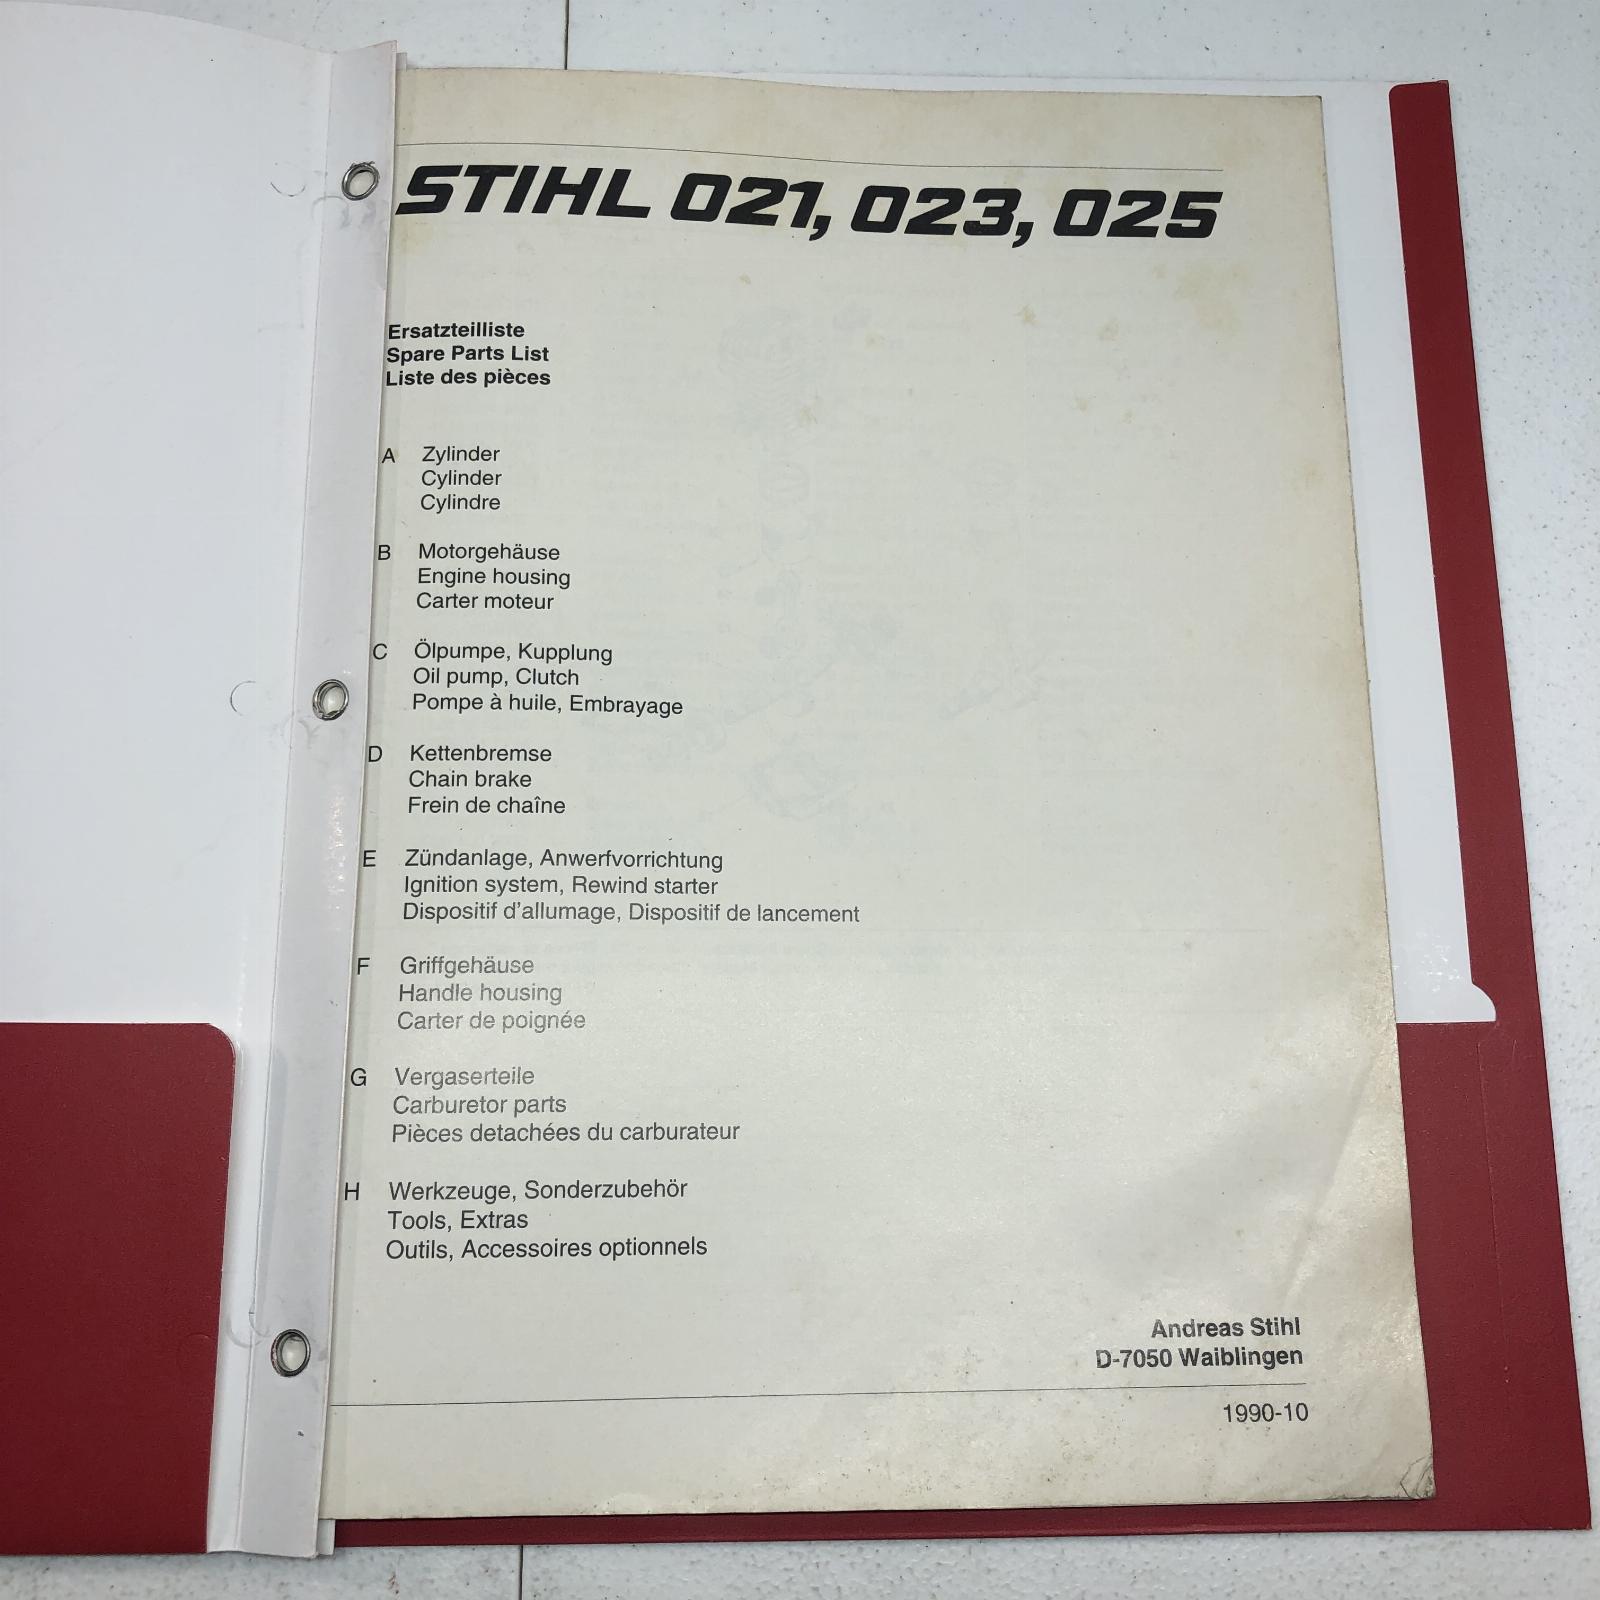 STIHL 021, 023, 025
Ersatzteilliste
Spare Parts List
Liste des pièces
A Zylinder
Cylinder
Cylindre
B Motorgehäuse
Engine housing
Carter moteur
C Ölpumpe, Kupplung
Oil pump, Clutch
Pompe à huile, Embrayage
D Kettenbremse
Chain brake
Frein de chaîne
E Zündanlage, Anwerfvorrichtung
Ignition system, Rewind starter
Dispositif d'allumage, Dispositif de lancement
F Griffgehäuse
Handle housing
Carter de poignée
G Vergaserteile
Carburetor parts
Pièces detachées du carburateur
H Werkzeuge, Sonderzubehör
Tools, Extras
Outils, Accessoires optionnels
Andreas Stihl
D-7050 Waiblingen
1990-10